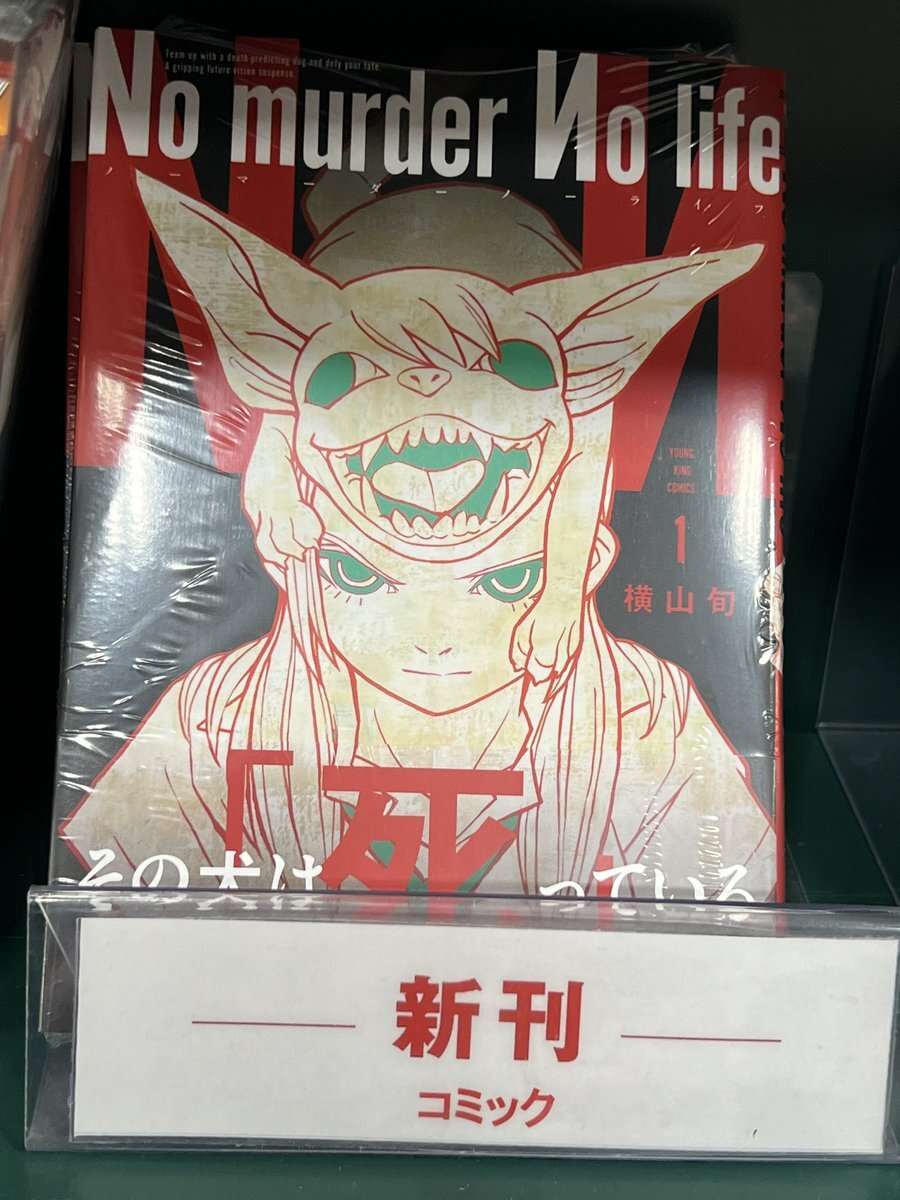 Team up with a death predicting dog and defy your fate.
A gripping future vision suspense.
No murder No life
ノーマーダーノーライフ
YOUNG
KING
COMICS
1
横山旬
「死
その犬は
っている
新刊
コミック